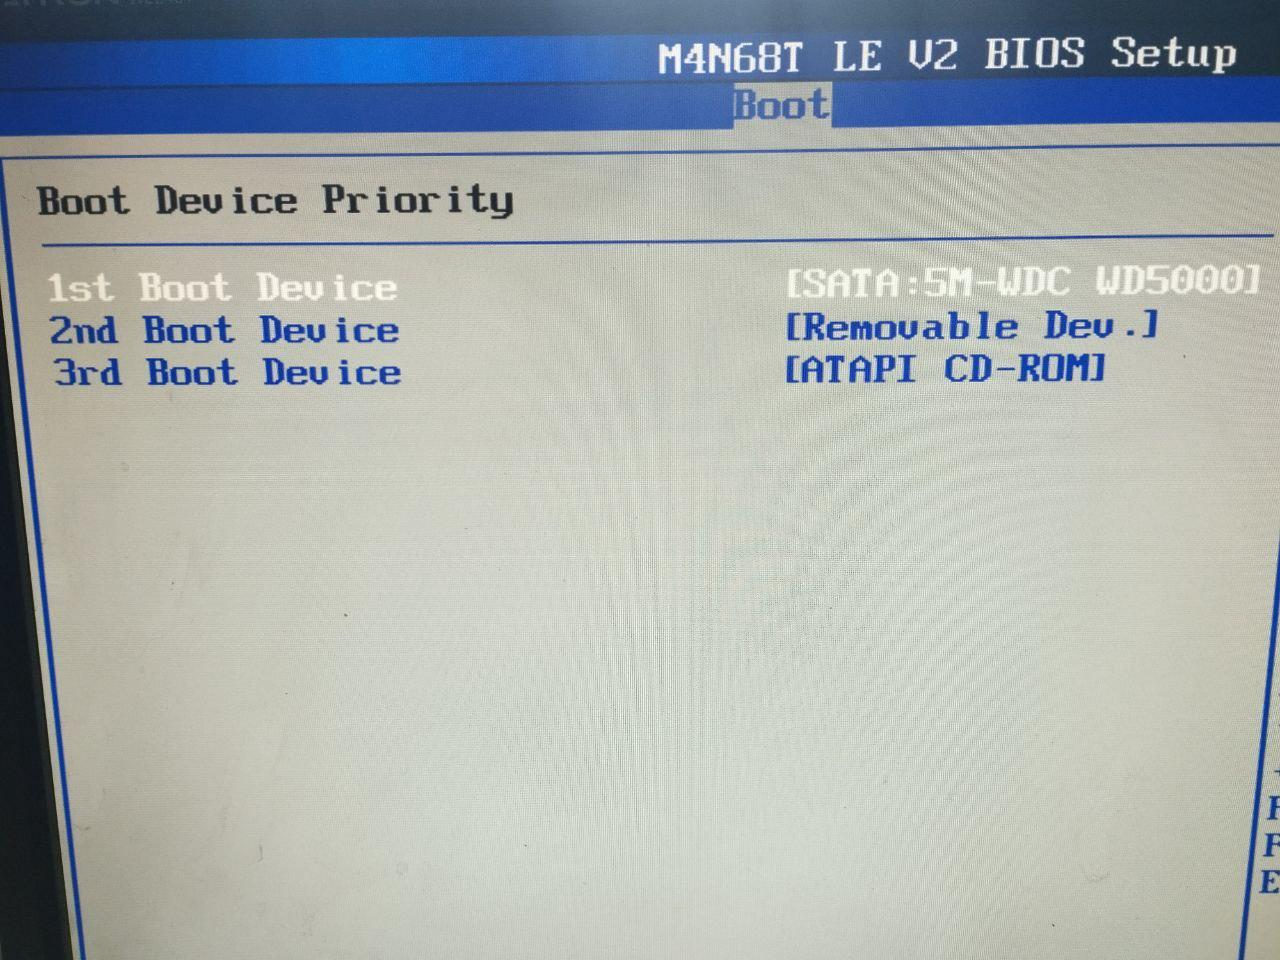 M4N68T LE V2 BIOS Setup
Boot
Boot Device Priority
1st Boot Device [SATA:5M-WDC WD5000]
2nd Boot Device [Removable Dev.]
3rd Boot Device [ATAPI CD-ROM]